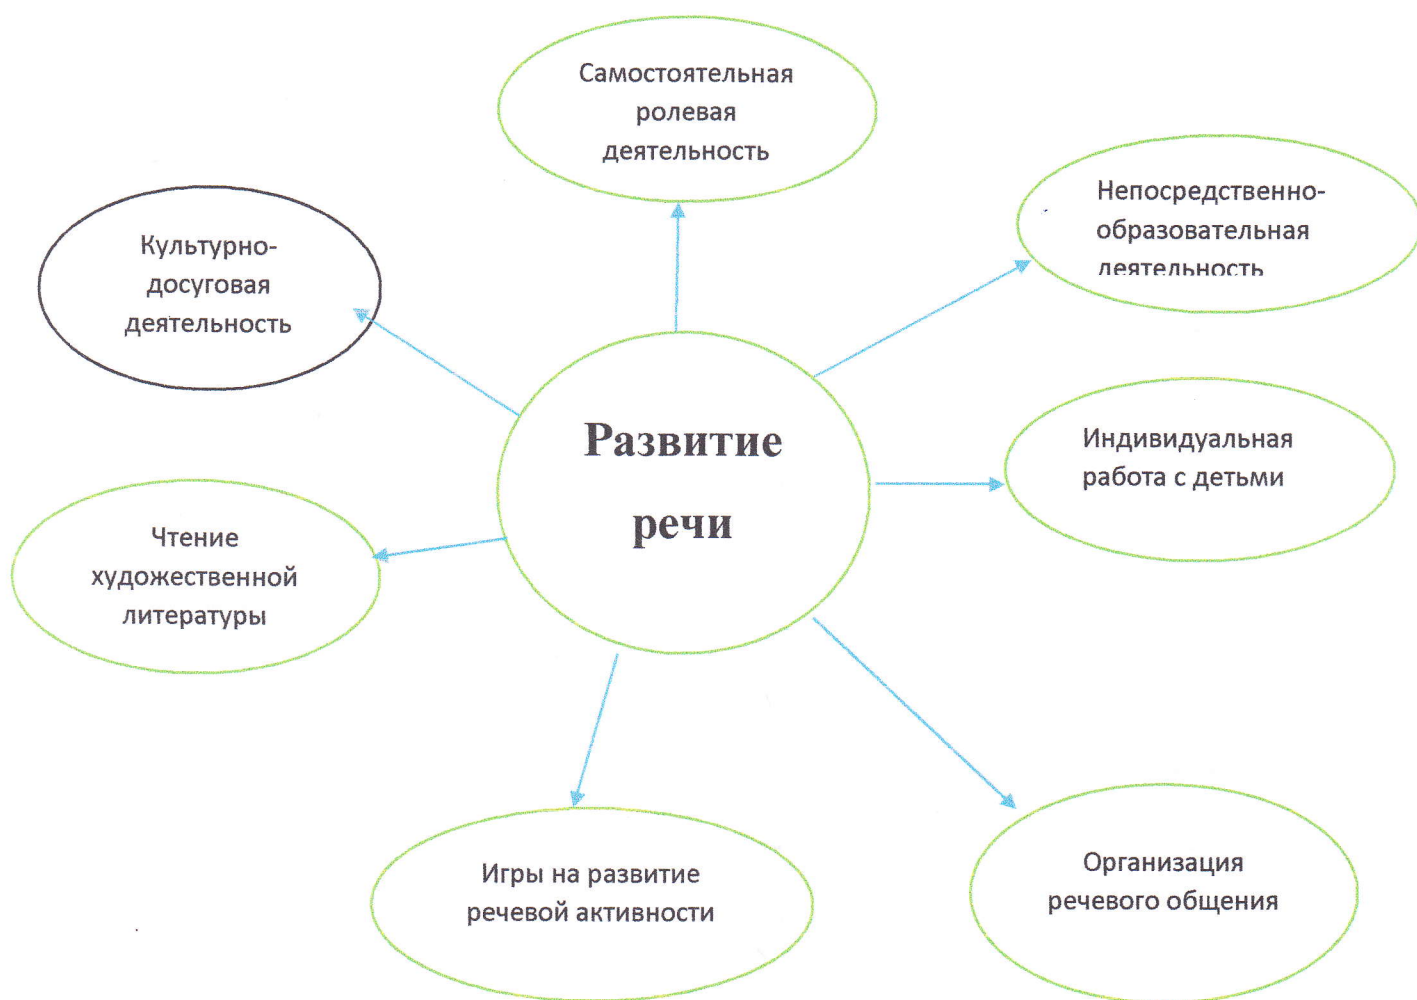 Самостоятельная
ролевая
деятельность
Непосредственно-
образовательная
деятельность
Культурно-
досуговая
деятельность
Развитие
речи
Индивидуальная
работа с детьми
Чтение
художественной
литературы
Игры на развитие
речевой активности
Организация
речевого общения